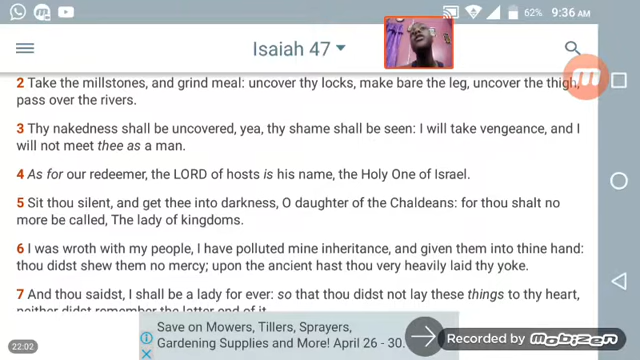 62% 9:36 AM
Isaiah 47
2 Take the millstones, and grind meal: uncover thy locks, make bare the leg, uncover the thigh,
pass over the rivers.
3 Thy nakedness shall be uncovered, yea, thy shame shall be seen: I will take vengeance, and I
will not meet thee as a man.
4 As for our redeemer, the LORD of hosts is his name, the Holy One of Israel.
5 Sit thou silent, and get thee into darkness, O daughter of the Chaldeans: for thou shalt no
more be called, The lady of kingdoms.
6 I was wroth with my people, I have polluted mine inheritance, and given them into thine hand:
thou didst shew them no mercy; upon the ancient hast thou very heavily laid thy yoke.
7 And thou saidst, I shall be a lady for ever: so that thou didst not lay these things to thy heart,
neither didst remember the latter end of it.
Save on Mowers, Tillers, Sprayers,
Gardening Supplies and More! April 26 - 30.
22:02
Recorded by Mobizen